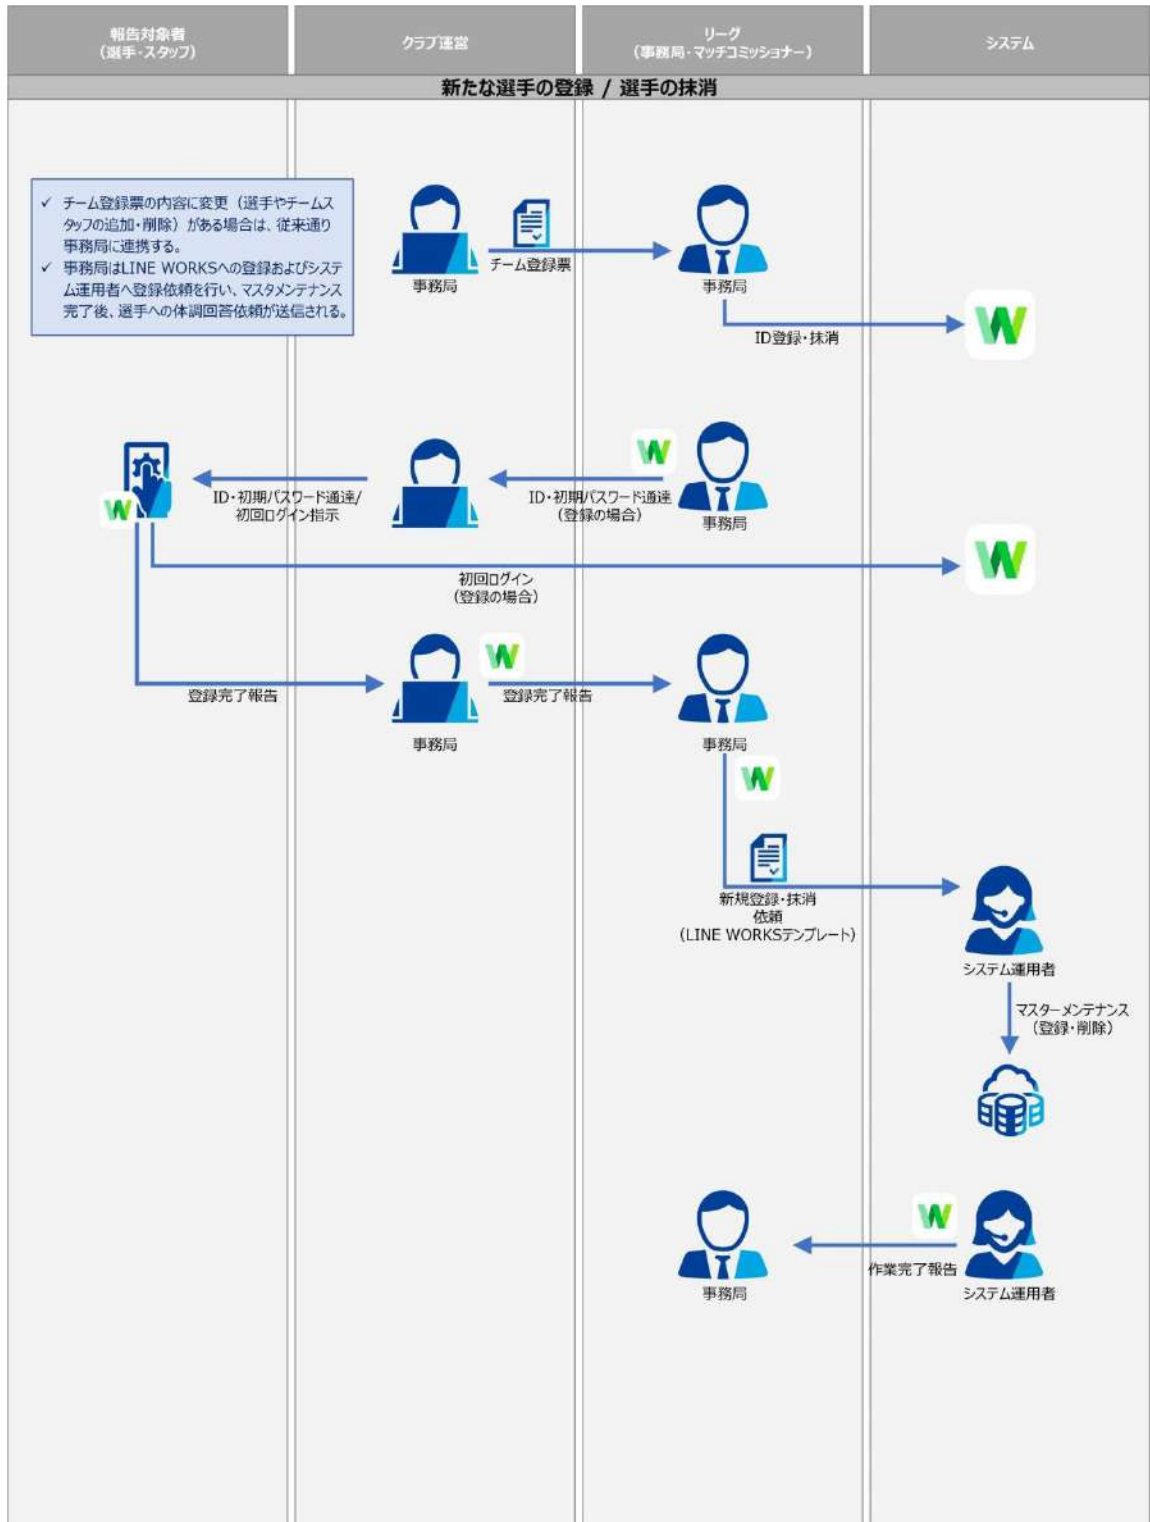 報告対象者
（選手・スタッフ）
クラブ運営
リーグ
（事務局・マッチコミッショナー）
システム
新たな選手の登録 / 選手の抹消
✓ チーム登録票の内容に変更（選手やチームス
タッフの追加・削除）がある場合は、従来通り
事務局に連携する。
✓ 事務局はLINE WORKSへの登録およびシステ
ム運用者へ登録依頼を行い、マスタメンテナンス
完了後、選手への体調回答依頼が送信される。
チーム登録票
事務局
事務局
ID登録・抹消
ID・初期パスワード通達/
初回ログイン指示
ID・初期パスワード通達
（登録の場合）
事務局
初回ログイン
（登録の場合）
登録完了報告
登録完了報告
事務局
事務局
新規登録・抹消
依頼
（LINE WORKSテンプレート）
システム運用者
マスターメンテナンス
（登録・削除）
作業完了報告
事務局
システム運用者